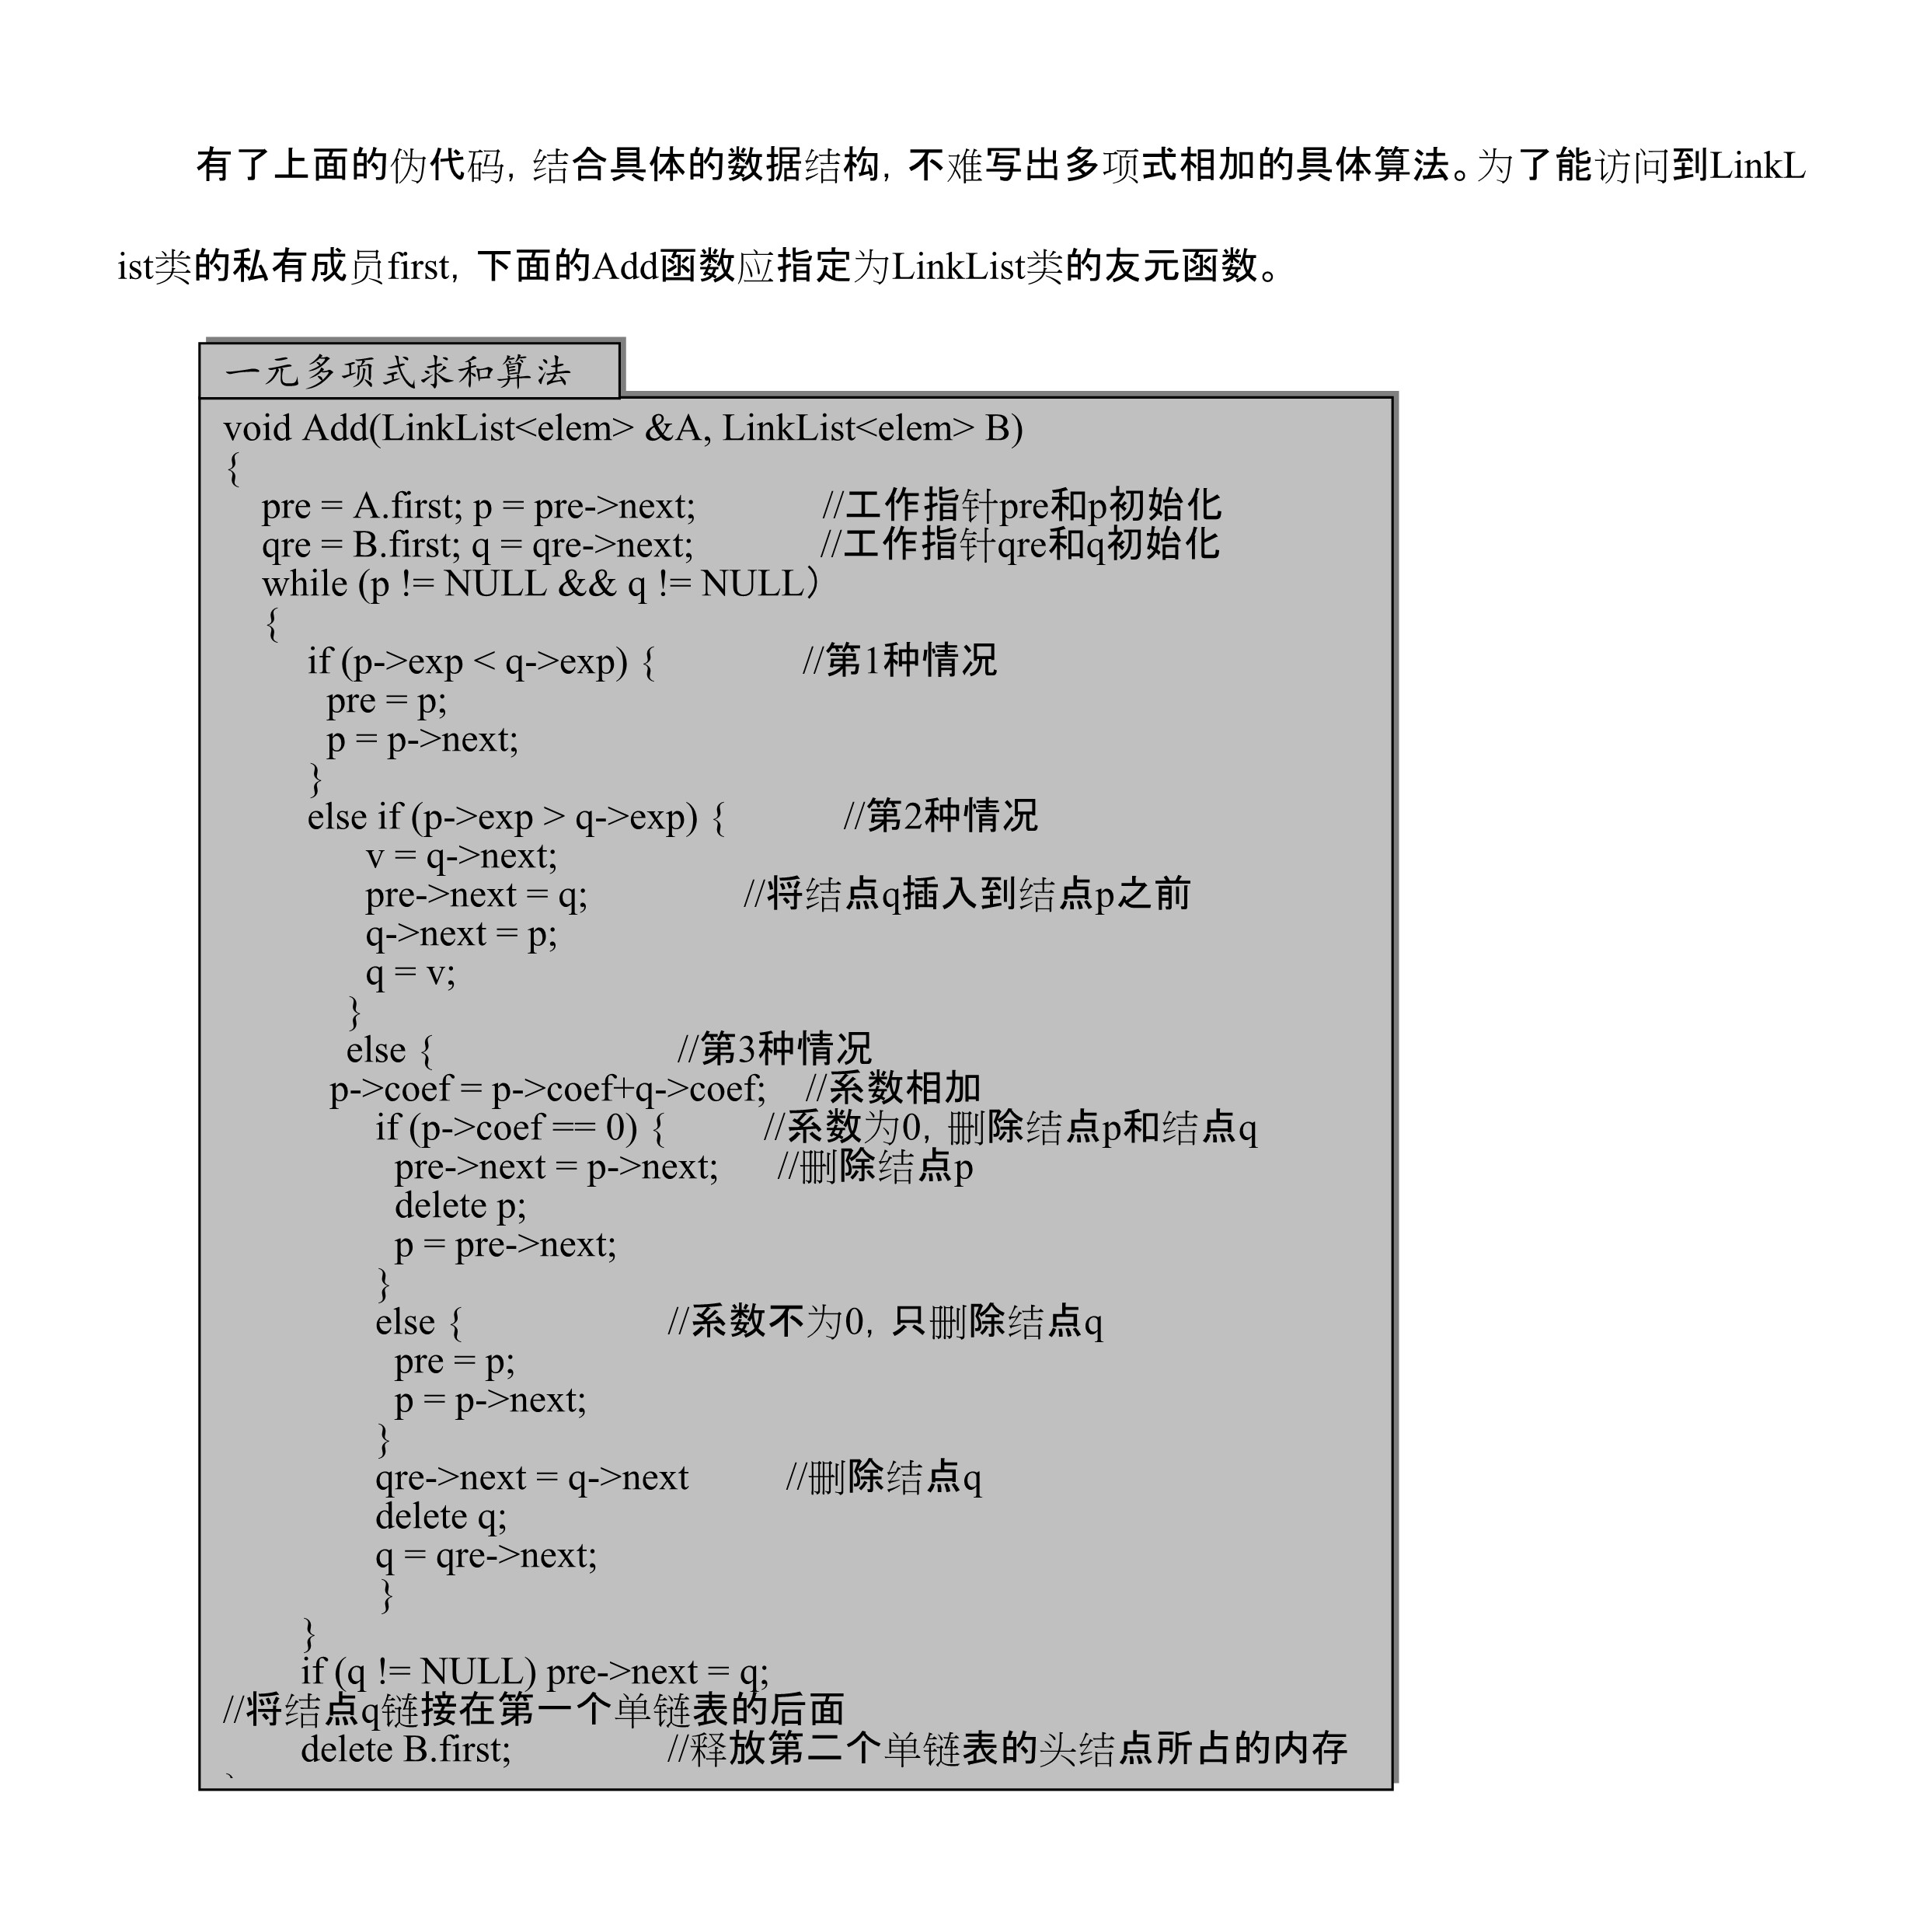 有了上面的伪代码，结合具体的数据结构，不难写出多项式相加的具体算法。为了能访问到LinkL
ist类的私有成员first，下面的Add函数应指定为LinkList类的友元函数。
一元多项式求和算法
void Add(LinkList<elem> &A, LinkList<elem> B)
{
pre = A.first; p = pre->next; //工作指针pre和p初始化
qre = B.first; q = qre->next; //工作指针qre和q初始化
while (p != NULL && q != NULL）
{
if (p->exp < q->exp) { //第1种情况
pre = p;
p = p->next;
}
else if (p->exp > q->exp) { //第2种情况
v = q->next;
pre->next = q; //将结点q插入到结点p之前
q->next = p;
q = v;
}
else { //第3种情况
p->coef = p->coef+q->coef; //系数相加
if (p->coef == 0) { //系数为0，删除结点p和结点q
pre->next = p->next; //删除结点p
delete p;
p = pre->next;
}
else { //系数不为0，只删除结点q
pre = p;
p = p->next;
}
qre->next = q->next //删除结点q
delete q;
q = qre->next;
}
}
if (q != NULL) pre->next = q;
//将结点q链接在第一个单链表的后面
delete B.first; //释放第二个单链表的头结点所占的内存